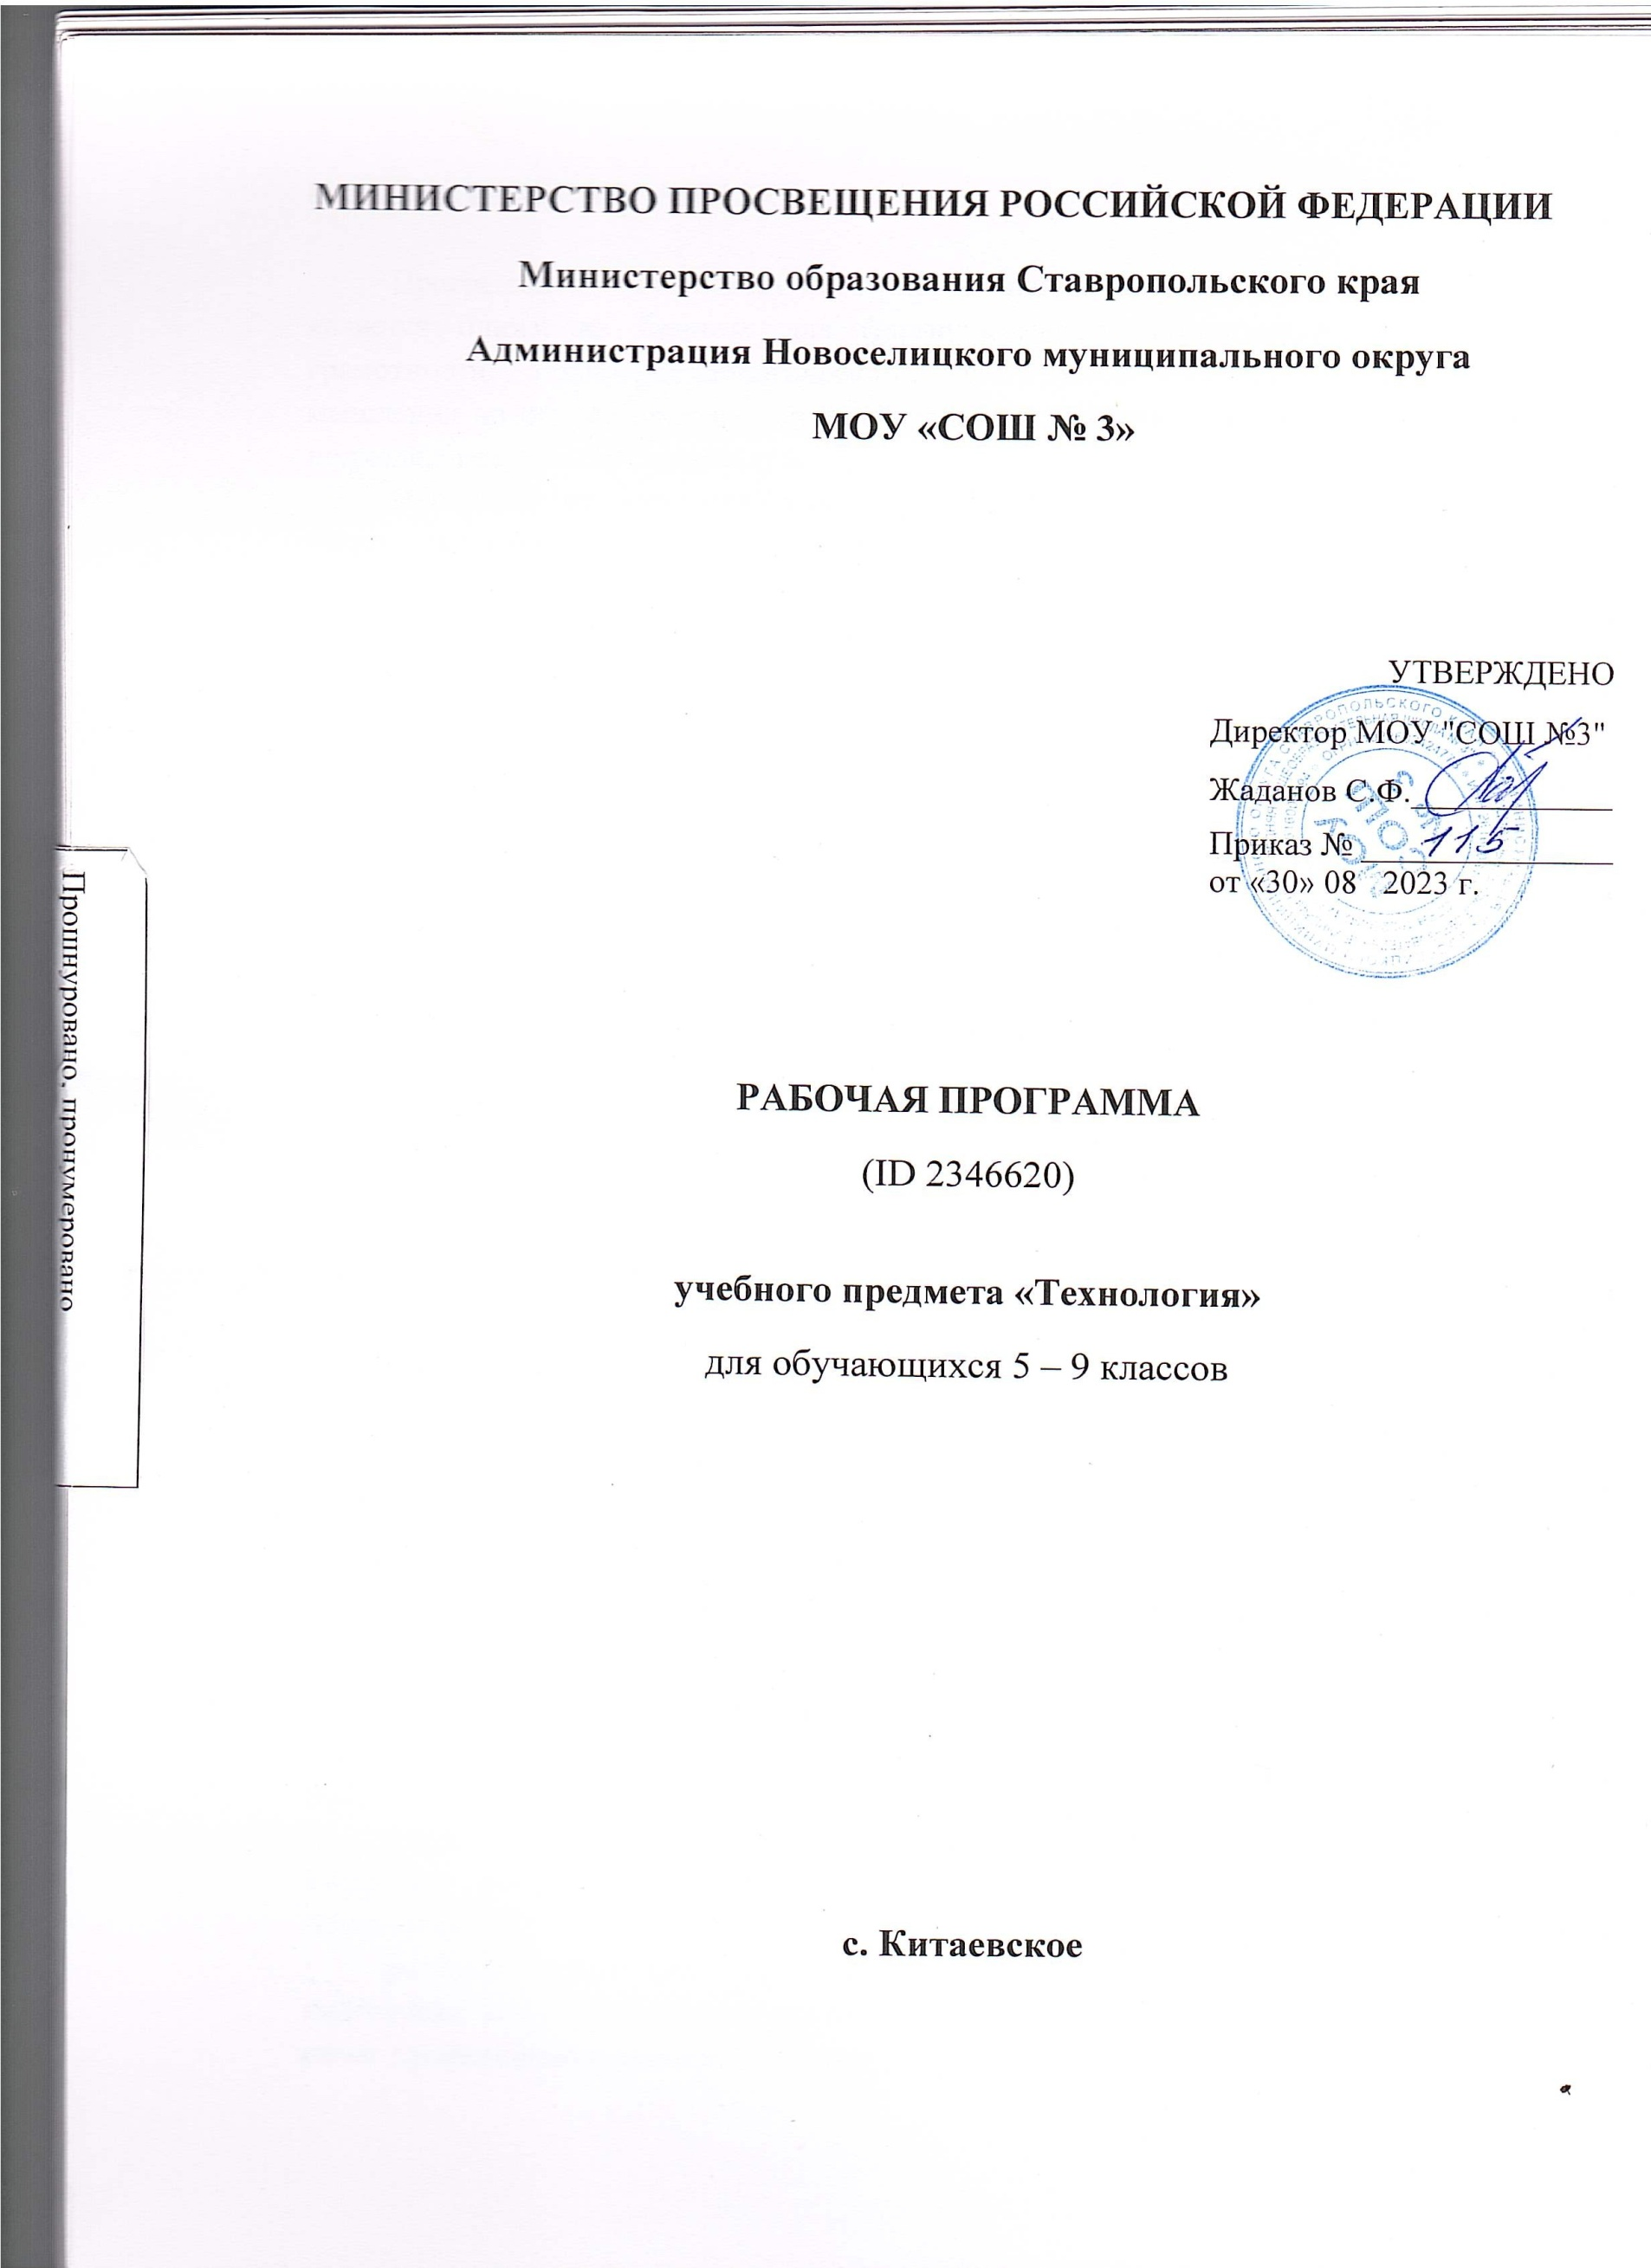 МИНИСТЕРСТВО ПРОСВЕЩЕНИЯ РОССИЙСКОЙ ФЕДЕРАЦИИ
Министерство образования Ставропольского края
Администрация Новоселицкого муниципального округа
МОУ «СОШ № 3»
УТВЕРЖДЕНО
Директор МОУ "СОШ №3"
Жаданов С.Ф.
Приказ № 115
от «30» 08 2023 г.
Прошнуровано, пронумеровано
РАБОЧАЯ ПРОГРАММА
(ID 2346620)
учебного предмета «Технология»
для обучающихся 5 – 9 классов
с. Китаевское